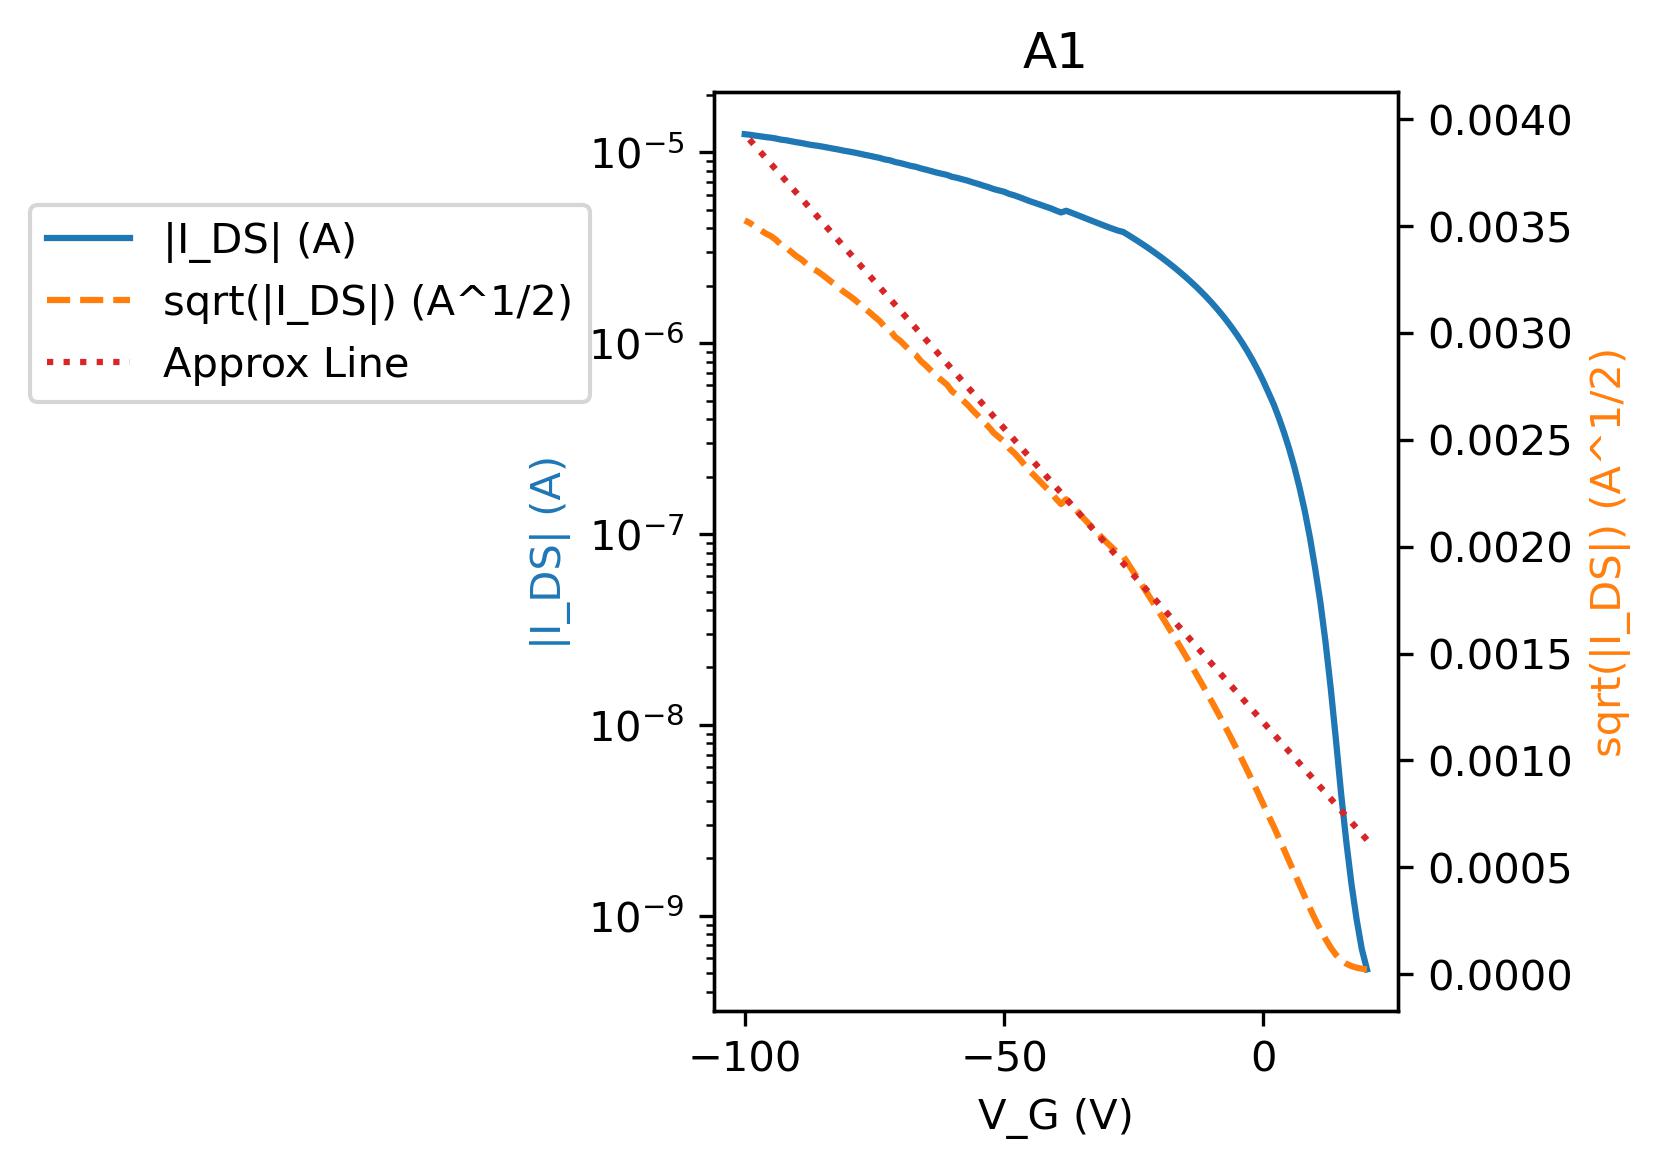 A1
|I_DS| (A)
sqrt(|I_DS|) (A^1/2)
Approx Line
10⁻⁵
10⁻⁶
10⁻⁷
10⁻⁸
10⁻⁹
|I_DS| (A)
0.0040
0.0035
0.0030
0.0025
0.0020
0.0015
0.0010
0.0005
0.0000
sqrt(|I_DS|) (A^1/2)
−100
−50
0
V_G (V)